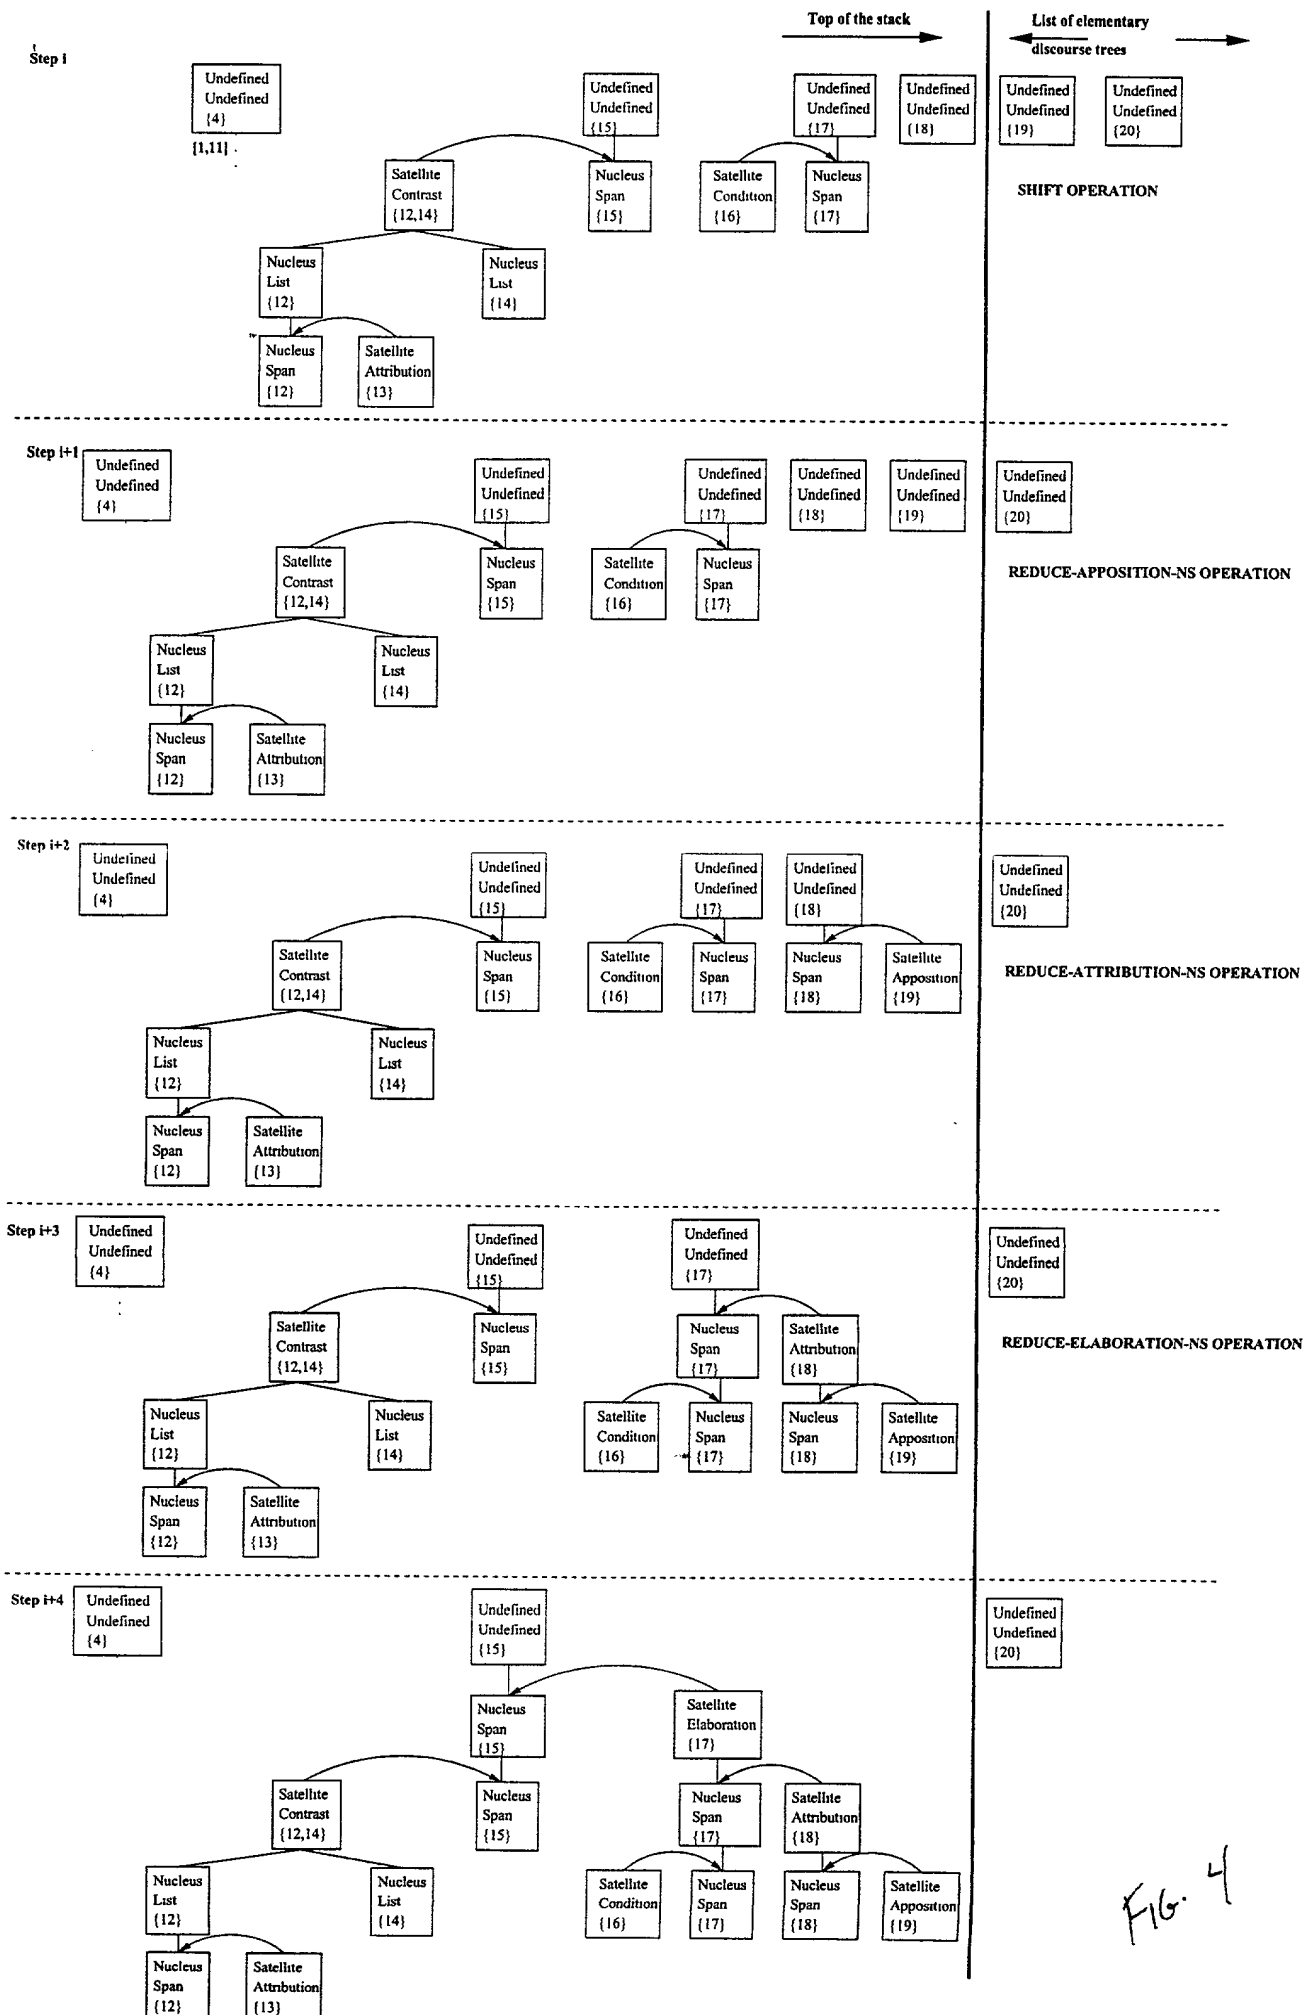 Top of the stack
List of elementary
discourse trees
Step i
Undefined
Undefined
{4}
[1,11]
Undefined
Undefined
{15}
Undefined
Undefined
{17}
Undefined
Undefined
{18}
Undefined
Undefined
{19}
Undefined
Undefined
{20}
Satellite
Contrast
{12,14}
Nucleus
Span
{15}
Satellite
Condition
{16}
Nucleus
Span
{17}
SHIFT OPERATION
Nucleus
List
{12}
Nucleus
List
{14}
Nucleus
Span
{12}
Satellite
Attribution
{13}
Step i+1
Undefined
Undefined
{4}
Undefined
Undefined
{15}
Undefined
Undefined
{17}
Undefined
Undefined
{18}
Undefined
Undefined
{19}
Undefined
Undefined
{20}
Satellite
Contrast
{12,14}
Nucleus
Span
{15}
Satellite
Condition
{16}
Nucleus
Span
{17}
REDUCE-APPOSITION-NS OPERATION
Nucleus
List
{12}
Nucleus
List
{14}
Nucleus
Span
{12}
Satellite
Attribution
{13}
Step i+2
Undefined
Undefined
{4}
Undefined
Undefined
{15}
Undefined
Undefined
{17}
Undefined
Undefined
{18}
Undefined
Undefined
{20}
Satellite
Contrast
{12,14}
Nucleus
Span
{15}
Satellite
Condition
{16}
Nucleus
Span
{17}
Nucleus
Span
{18}
Satellite
Apposition
{19}
REDUCE-ATTRIBUTION-NS OPERATION
Nucleus
List
{12}
Nucleus
List
{14}
Nucleus
Span
{12}
Satellite
Attribution
{13}
Step i+3
Undefined
Undefined
{4}
Undefined
Undefined
{15}
Undefined
Undefined
{17}
Undefined
Undefined
{20}
Satellite
Contrast
{12,14}
Nucleus
Span
{15}
Nucleus
Span
{17}
Satellite
Attribution
{18}
REDUCE-ELABORATION-NS OPERATION
Nucleus
List
{12}
Nucleus
List
{14}
Satellite
Condition
{16}
Nucleus
Span
{17}
Nucleus
Span
{18}
Satellite
Apposition
{19}
Nucleus
Span
{12}
Satellite
Attribution
{13}
Step i+4
Undefined
Undefined
{4}
Undefined
Undefined
{15}
Undefined
Undefined
{20}
Nucleus
Span
{15}
Satellite
Elaboration
{17}
Satellite
Contrast
{12,14}
Nucleus
Span
{15}
Nucleus
Span
{17}
Satellite
Attribution
{18}
Nucleus
List
{12}
Nucleus
List
{14}
Satellite
Condition
{16}
Nucleus
Span
{17}
Nucleus
Span
{18}
Satellite
Apposition
{19}
Nucleus
Span
{12}
Satellite
Attribution
{13}
FIG. 4